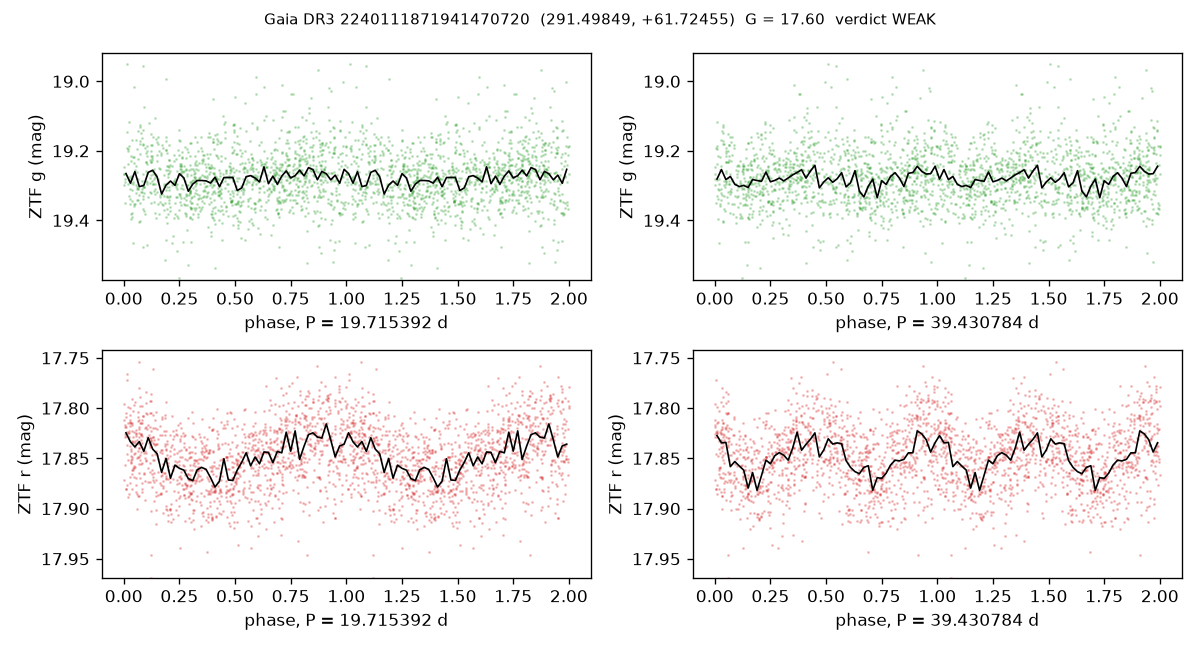 Gaia DR3 2240111871941470720  (291.49849, +61.72455)  G = 17.60  verdict WEAK
ZTF g (mag)
19.0
19.2
19.4
0.00 0.25 0.50 0.75 1.00 1.25 1.50 1.75 2.00
phase, P = 19.715392 d
ZTF g (mag)
19.0
19.2
19.4
0.00 0.25 0.50 0.75 1.00 1.25 1.50 1.75 2.00
phase, P = 39.430784 d
ZTF r (mag)
17.75
17.80
17.85
17.90
17.95
0.00 0.25 0.50 0.75 1.00 1.25 1.50 1.75 2.00
phase, P = 19.715392 d
ZTF r (mag)
17.75
17.80
17.85
17.90
17.95
0.00 0.25 0.50 0.75 1.00 1.25 1.50 1.75 2.00
phase, P = 39.430784 d